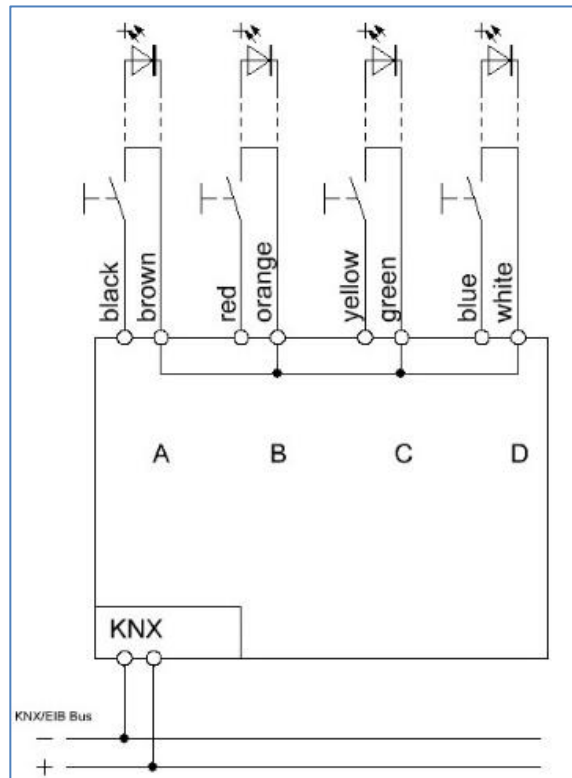 + + + +
black brown red orange yellow green blue white
A B C D
KNX
KNX/EIB Bus
−
+